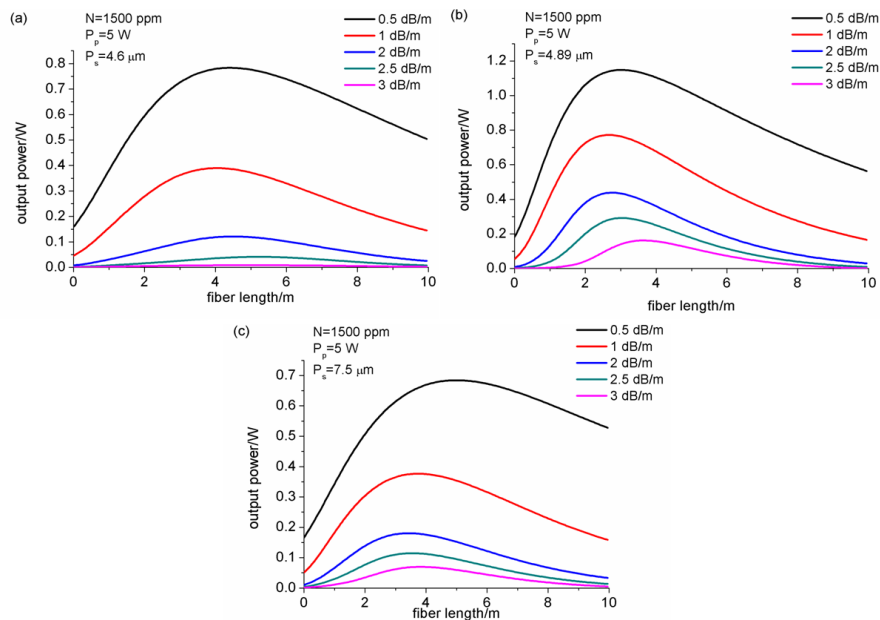 (a)
N=1500 ppm
Pp=5 W
Ps=4.6 μm
0.5 dB/m
1 dB/m
2 dB/m
2.5 dB/m
3 dB/m
output power/W
0.8
0.7
0.6
0.5
0.4
0.3
0.2
0.1
0.0
0 2 4 6 8 10
fiber length/m
(b)
N=1500 ppm
Pp=5 W
Ps=4.89 μm
0.5 dB/m
1 dB/m
2 dB/m
2.5 dB/m
3 dB/m
output power/W
1.2
1.0
0.8
0.6
0.4
0.2
0.0
0 2 4 6 8 10
fiber length/m
(c)
N=1500 ppm
Pp=5 W
Ps=7.5 μm
0.5 dB/m
1 dB/m
2 dB/m
2.5 dB/m
3 dB/m
output power/W
0.7
0.6
0.5
0.4
0.3
0.2
0.1
0.0
0 2 4 6 8 10
fiber length/m